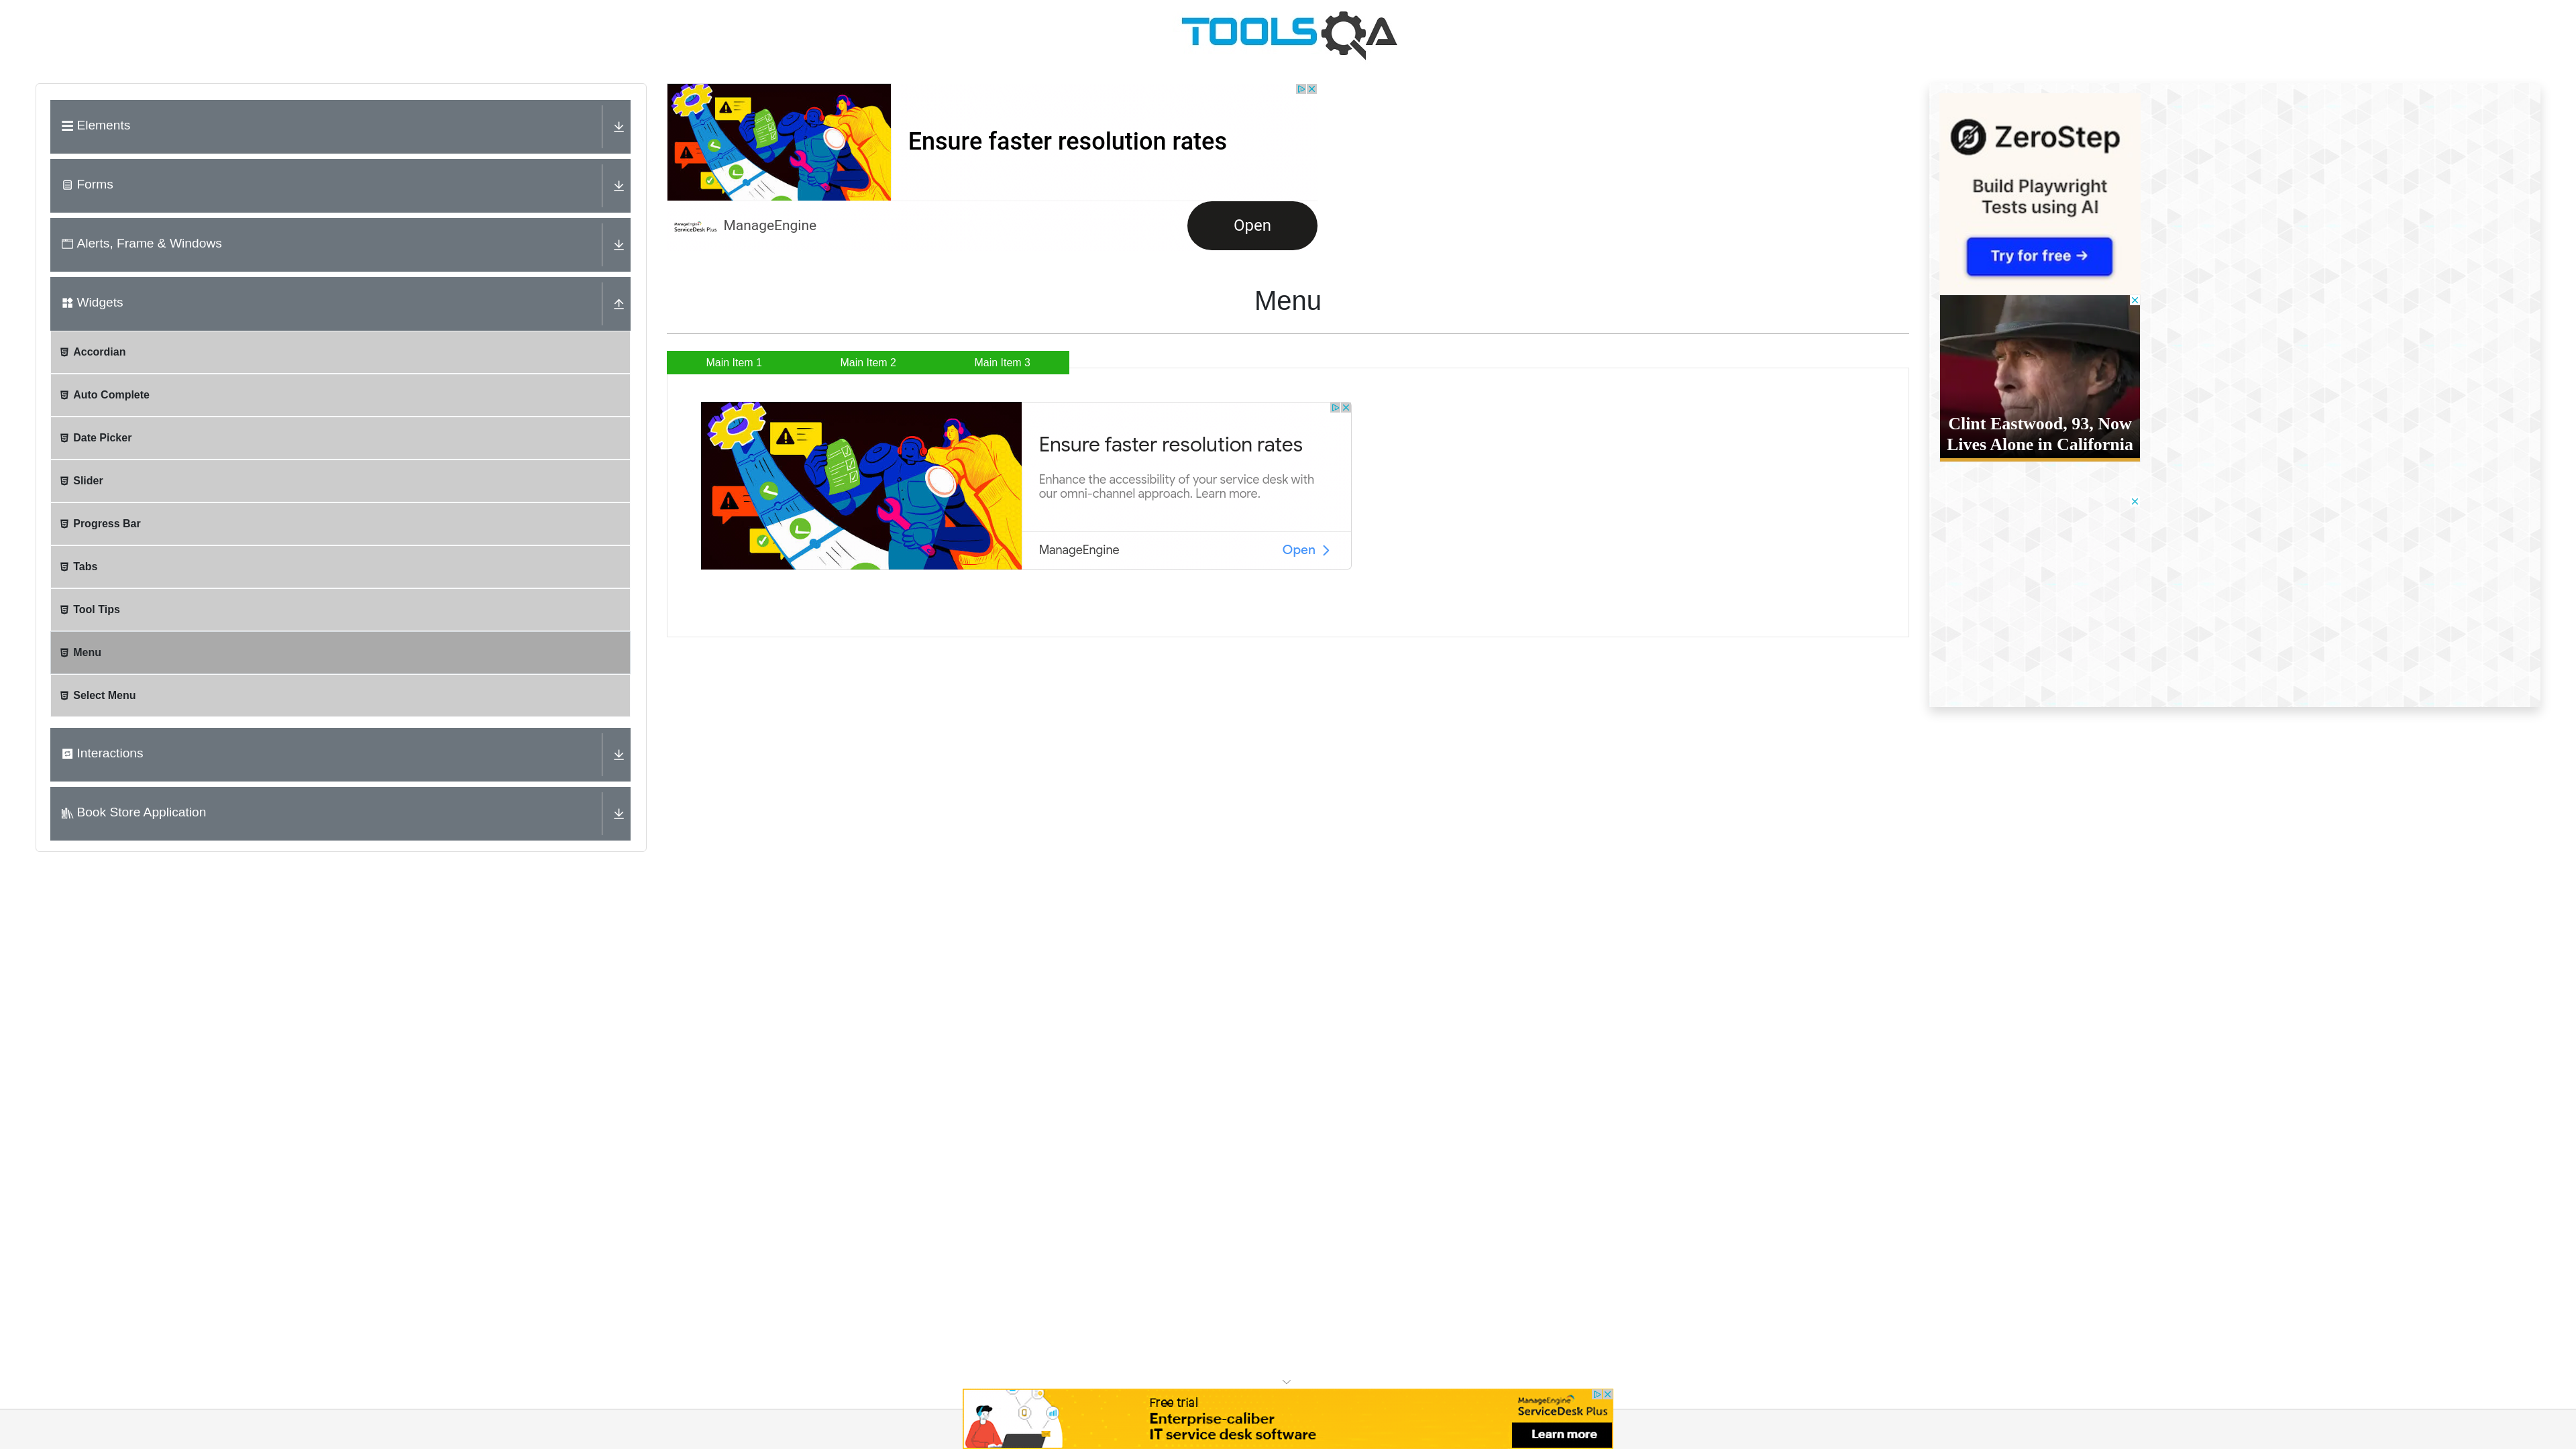 TOOLSQA
Elements
Forms
Alerts, Frame & Windows
Widgets
Accordian
Auto Complete
Date Picker
Slider
Progress Bar
Tabs
Tool Tips
Menu
Select Menu
Interactions
Book Store Application
Ensure faster resolution rates
ManageEngine
ServiceDesk Plus
ManageEngine
Open
Menu
Main Item 1
Main Item 2
Main Item 3
Ensure faster resolution rates
Enhance the accessibility of your service desk with
our omni-channel approach. Learn more.
ManageEngine
Open
ZeroStep
Build Playwright
Tests using AI
Try for free →
Clint Eastwood, 93, Now
Lives Alone in California
Free trial
Enterprise-caliber
IT service desk software
ManageEngine
ServiceDesk Plus
Learn more